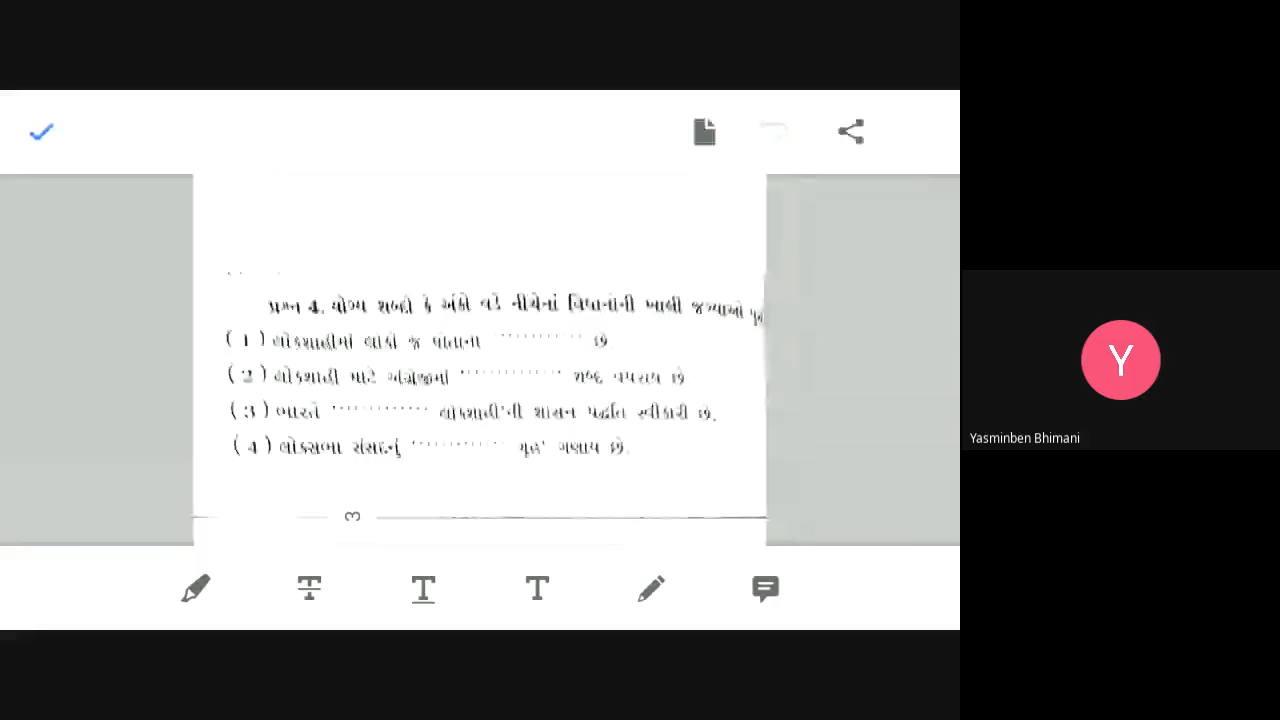 પ્રશ્ન 4. યોગ્ય શબ્દો કે અંકો વડે નીચેનાં વિધાનોની ખાલી જગ્યાઓ
( 1 ) લોકશાહીમાં લોકો જ પોતાના ............ છે
( 2 ) લોકશાહી માટે અંગ્રેજીમાં .............. શબ્દ વપરાય છે
( 3 ) ભારતે ............. લોકશાહી'ની શાસન પદ્ધતિ સ્વીકારી છે.
( 4 ) લોકસભા સંસદનું ............. ગૃહ' ગણાય છે.
3
Y
Yasminben Bhimani